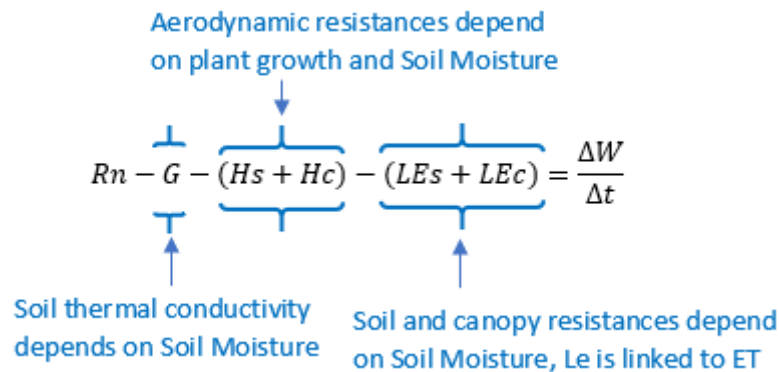 Aerodynamic resistances depend
on plant growth and Soil Moisture
Rn − G − (Hs + Hc) − (LEs + LEc) = ΔW/Δt
Soil thermal conductivity
depends on Soil Moisture
Soil and canopy resistances depend
on Soil Moisture, Le is linked to ET